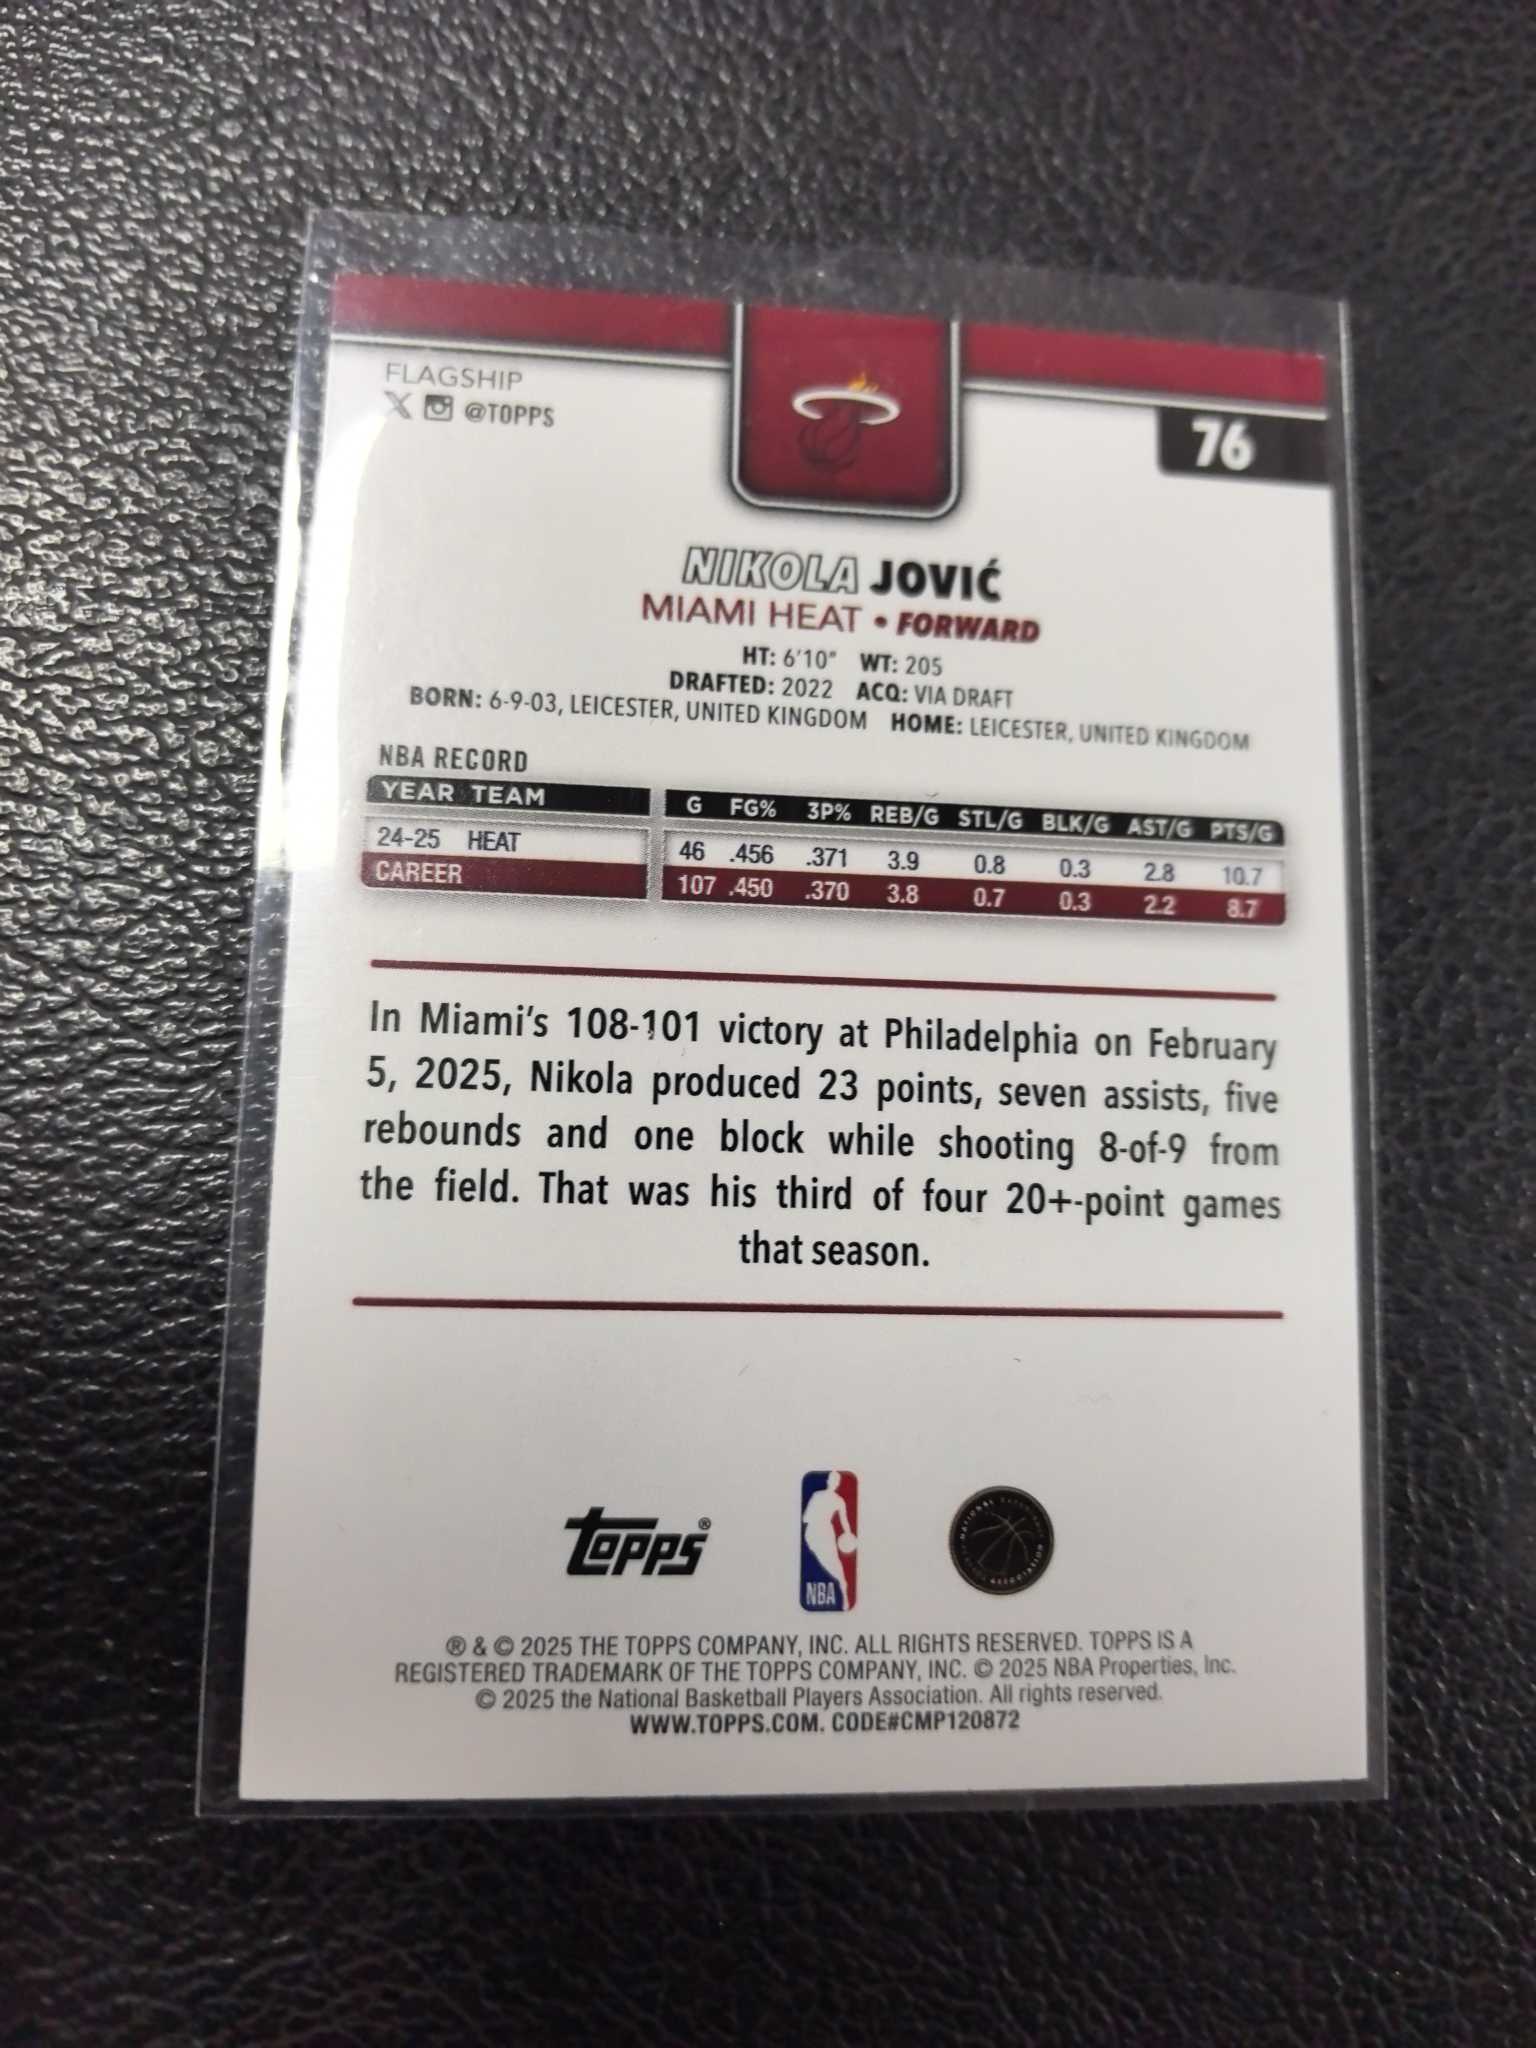 FLAGSHIP
X @TOPPS
76
NIKOLA JOVIĆ
MIAMI HEAT • FORWARD
HT: 6'10" WT: 205
DRAFTED: 2022 ACQ: VIA DRAFT
BORN: 6-9-03, LEICESTER, UNITED KINGDOM HOME: LEICESTER, UNITED KINGDOM
NBA RECORD
YEAR TEAM G FG% 3P% REB/G STL/G BLK/G AST/G PTS/G
24-25 HEAT 46 .456 .371 3.9 0.8 0.3 2.8 10.7
CAREER 107 .450 .370 3.8 0.7 0.3 2.2 8.7
In Miami's 108-101 victory at Philadelphia on February
5, 2025, Nikola produced 23 points, seven assists, five
rebounds and one block while shooting 8-of-9 from
the field. That was his third of four 20+-point games
that season.
topps®
NBA
NATIONAL BASKETBALL PLAYERS ASSOCIATION
® & © 2025 THE TOPPS COMPANY, INC. ALL RIGHTS RESERVED. TOPPS IS A
REGISTERED TRADEMARK OF THE TOPPS COMPANY, INC. © 2025 NBA Properties, Inc.
© 2025 the National Basketball Players Association. All rights reserved.
WWW.TOPPS.COM. CODE#CMP120872